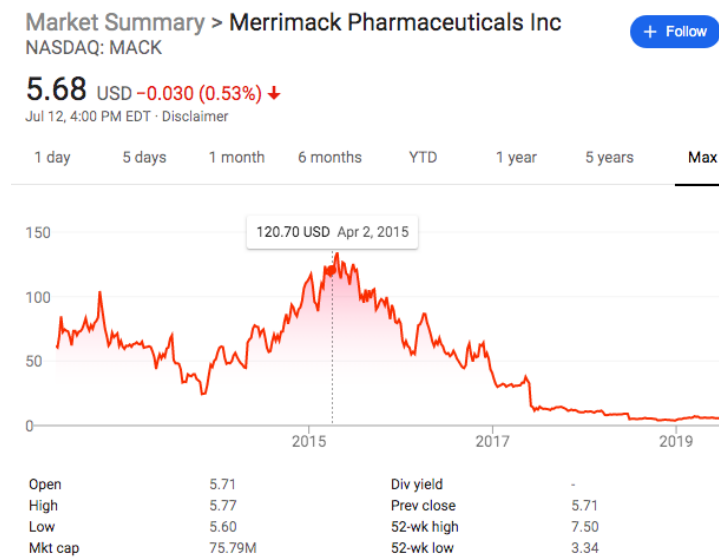 Market Summary > Merrimack Pharmaceuticals Inc
NASDAQ: MACK
+ Follow
5.68 USD −0.030 (0.53%) ↓
Jul 12, 4:00 PM EDT · Disclaimer
1 day 5 days 1 month 6 months YTD 1 year 5 years Max
120.70 USD Apr 2, 2015
150
100
50
0
2015 2017 2019
Open 5.71 Div yield -
High 5.77 Prev close 5.71
Low 5.60 52-wk high 7.50
Mkt cap 75.79M 52-wk low 3.34